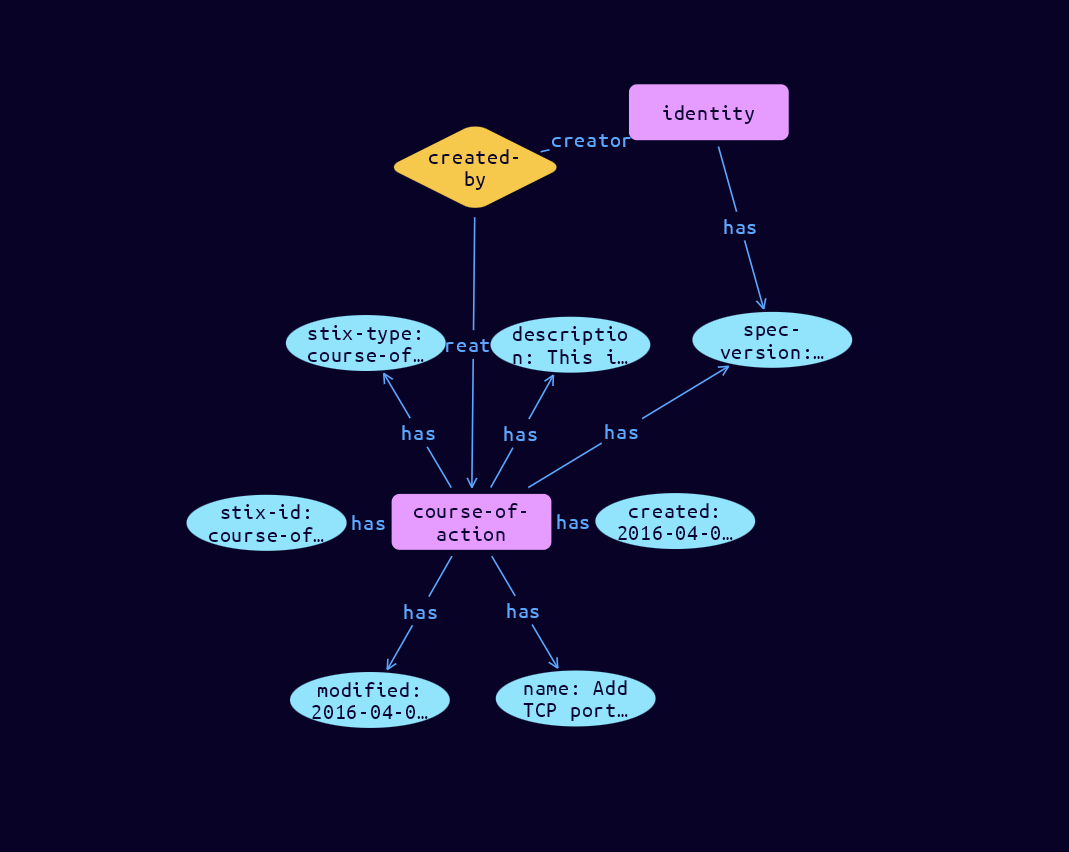 identity
creator
created-
by
has
stix-type:
course-of…
reat
descriptio
n: This i…
spec-
version:…
has
has
has
stix-id:
course-of…
has
course-of-
action
has
created:
2016-04-0…
has
has
modified:
2016-04-0…
name: Add
TCP port…